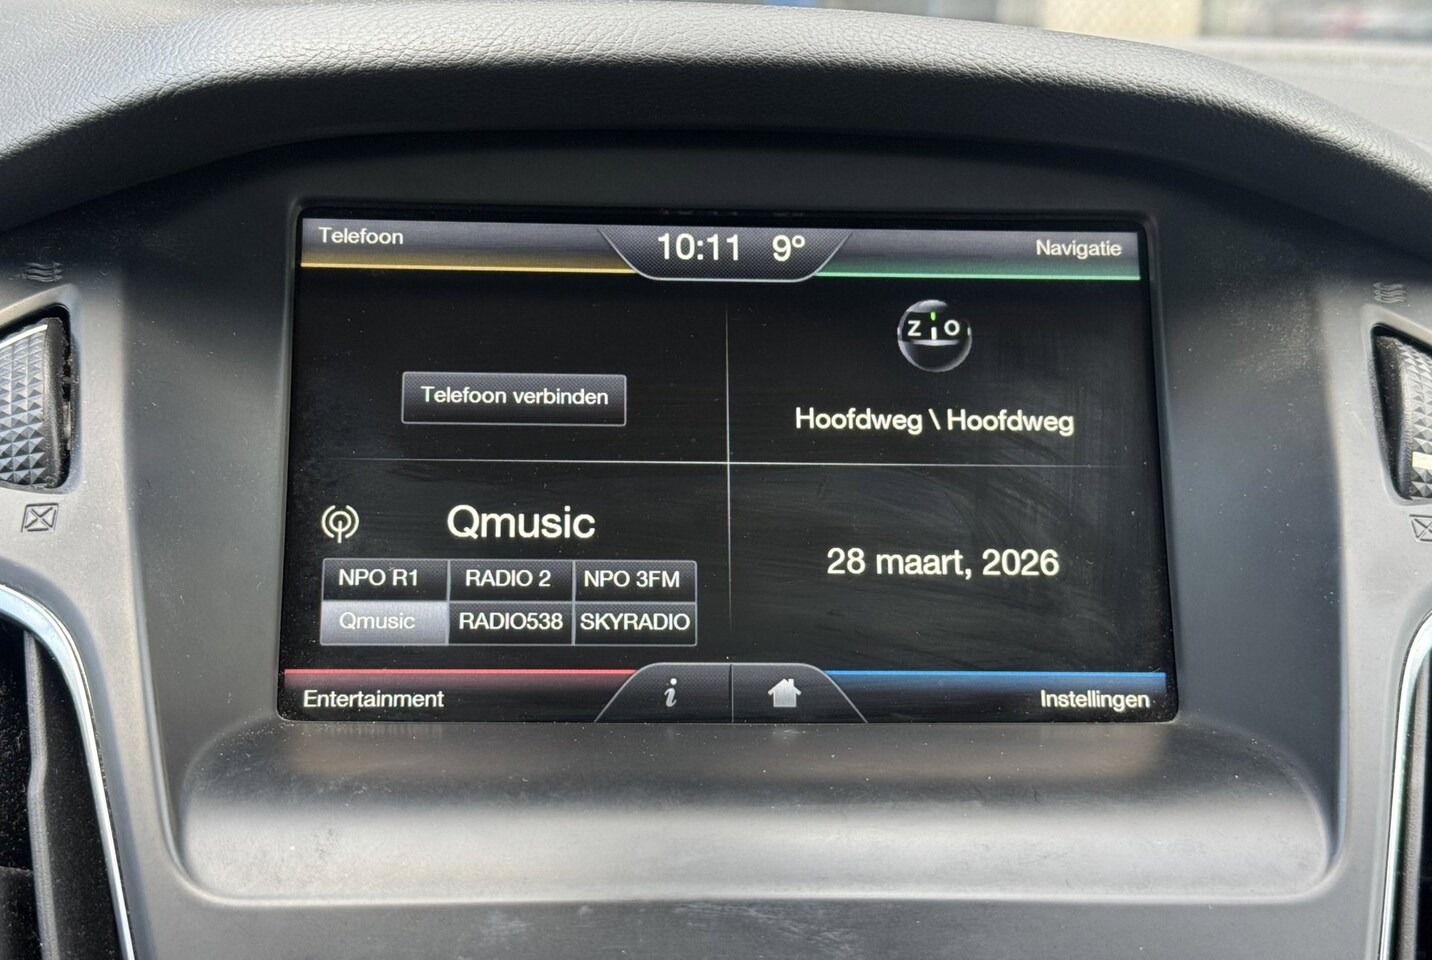 Telefoon
10:11 9°
Navigatie
Telefoon verbinden
z i o
Hoofdweg \ Hoofdweg
Qmusic
NPO R1 RADIO 2 NPO 3FM
Qmusic RADIO538 SKYRADIO
28 maart, 2026
Entertainment
i
Instellingen